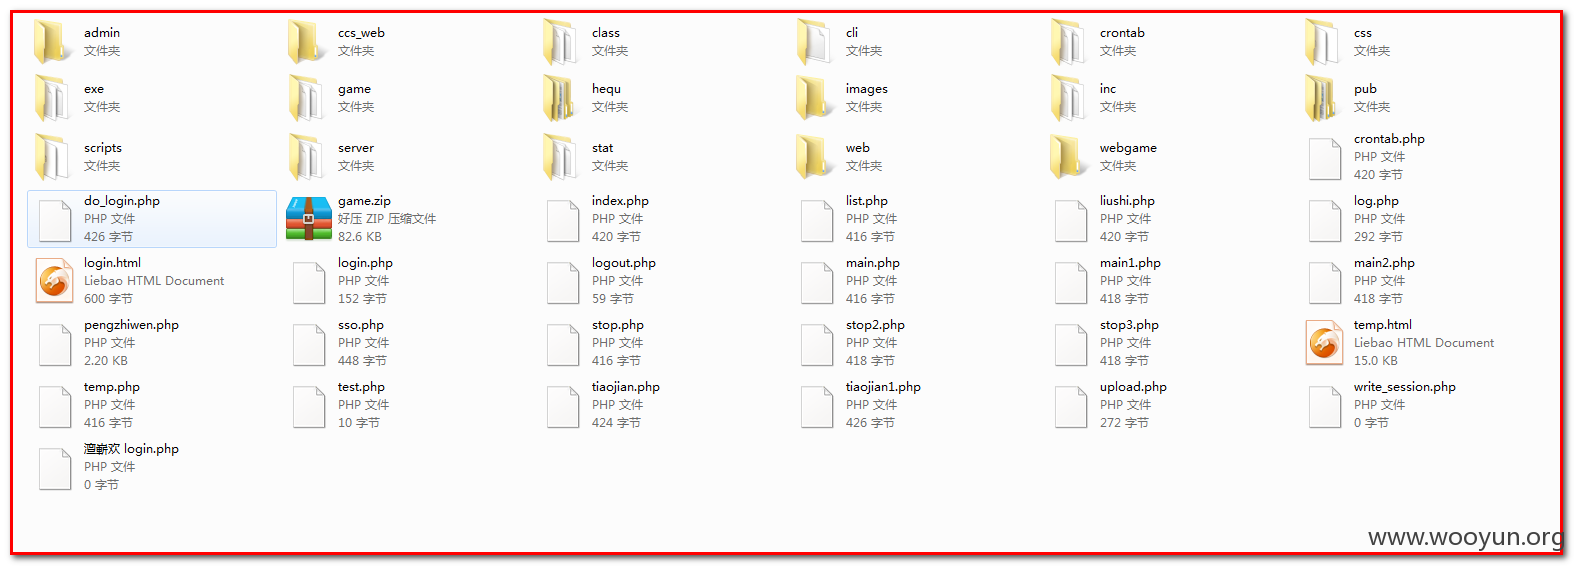 admin
文件夹
ccs_web
文件夹
class
文件夹
cli
文件夹
crontab
文件夹
css
文件夹
exe
文件夹
game
文件夹
hequ
文件夹
images
文件夹
inc
文件夹
pub
文件夹
scripts
文件夹
server
文件夹
stat
文件夹
web
文件夹
webgame
文件夹
crontab.php
PHP 文件
420 字节
do_login.php
PHP 文件
426 字节
game.zip
好压 ZIP 压缩文件
82.6 KB
index.php
PHP 文件
420 字节
list.php
PHP 文件
416 字节
liushi.php
PHP 文件
420 字节
log.php
PHP 文件
292 字节
login.html
Liebao HTML Document
600 字节
login.php
PHP 文件
152 字节
logout.php
PHP 文件
59 字节
main.php
PHP 文件
416 字节
main1.php
PHP 文件
418 字节
main2.php
PHP 文件
418 字节
pengzhiwen.php
PHP 文件
2.20 KB
sso.php
PHP 文件
448 字节
stop.php
PHP 文件
416 字节
stop2.php
PHP 文件
418 字节
stop3.php
PHP 文件
418 字节
temp.html
Liebao HTML Document
15.0 KB
temp.php
PHP 文件
416 字节
test.php
PHP 文件
10 字节
tiaojian.php
PHP 文件
424 字节
tiaojian1.php
PHP 文件
426 字节
upload.php
PHP 文件
272 字节
write_session.php
PHP 文件
0 字节
login.php
PHP 文件
0 字节
www.wooyun.org